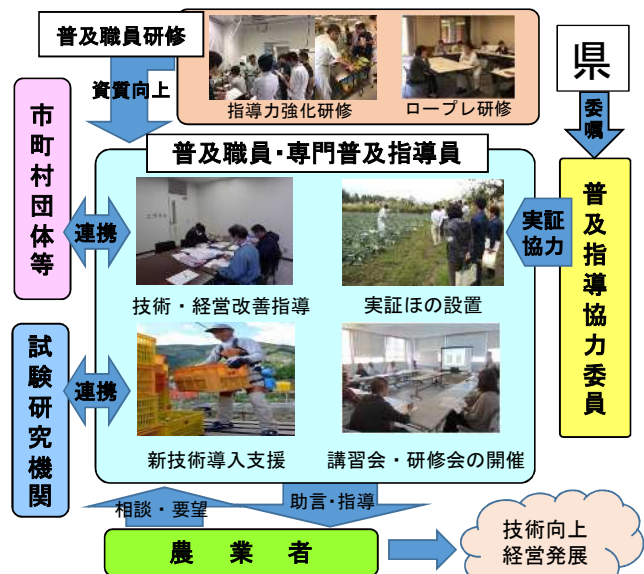 普及職員研修
資質向上
指導力強化研修
ロープレ研修
県
委嘱
市町村団体等
普及職員・専門普及指導員
連携
技術・経営改善指導
実証ほの設置
実証
協力
普及指導協力委員
試験研究機関
連携
新技術導入支援
講習会・研修会の開催
相談・要望
助言・指導
農業者
技術向上
経営発展